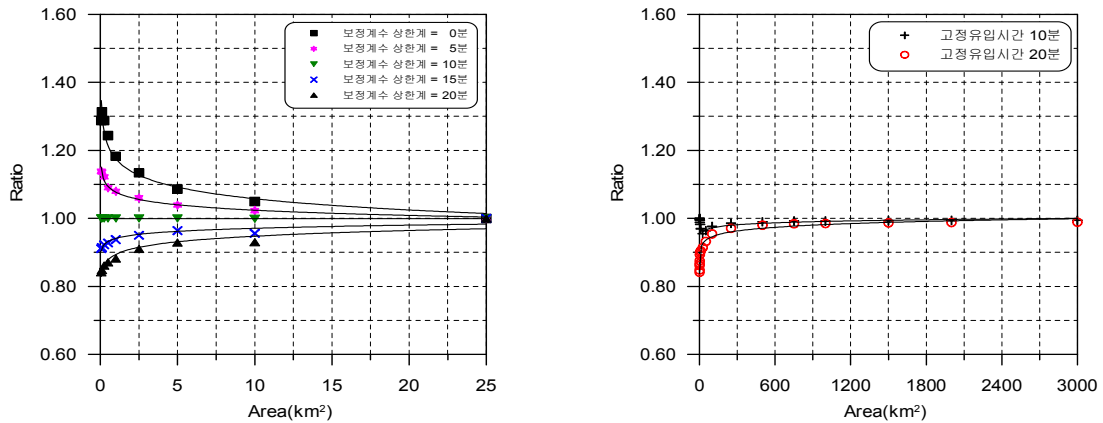 1.60
1.40
1.20
1.00
0.80
0.60
Ratio
0 5 10 15 20 25
Area(km²)
보정계수 상한계 = 0분
보정계수 상한계 = 5분
보정계수 상한계 = 10분
보정계수 상한계 = 15분
보정계수 상한계 = 20분
1.60
1.40
1.20
1.00
0.80
0.60
Ratio
0 600 1200 1800 2400 3000
Area(km²)
고정유입시간 10분
고정유입시간 20분